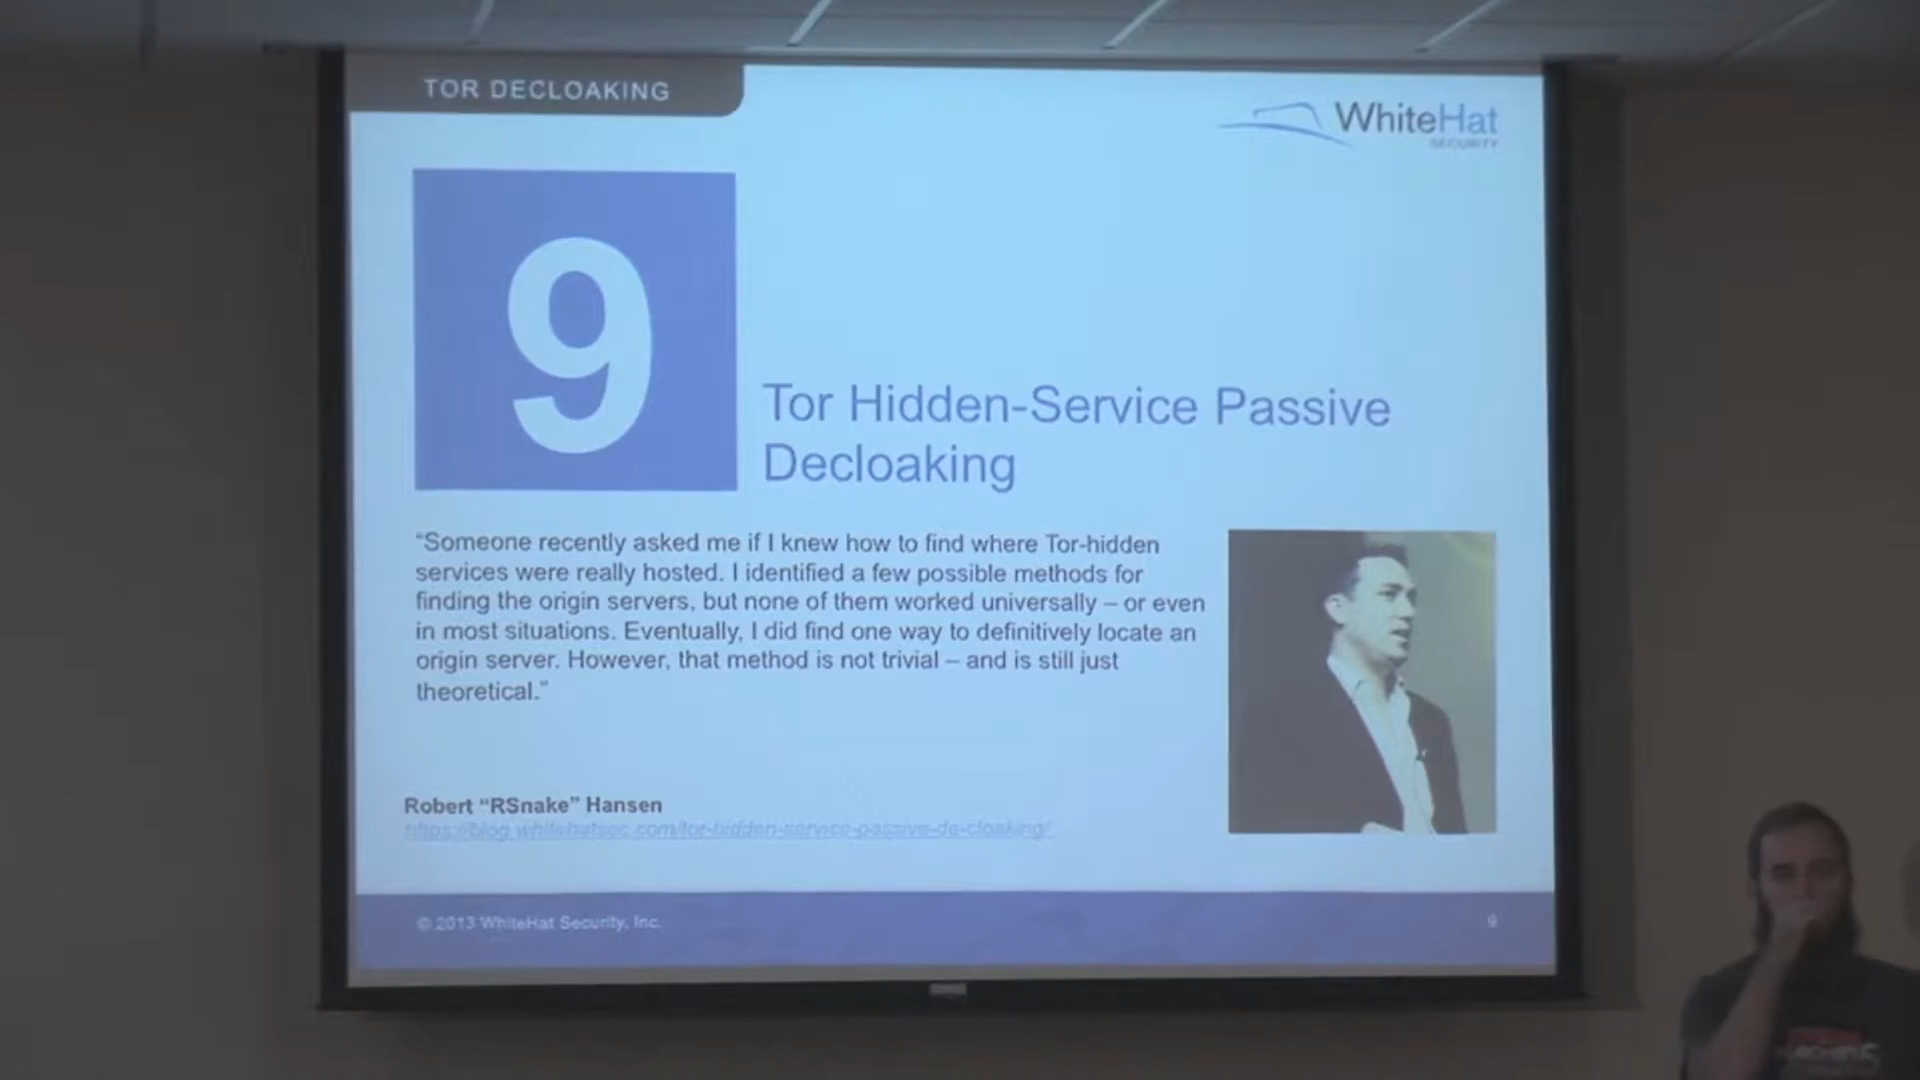 TOR DECLOAKING
WhiteHat
SECURITY
9
Tor Hidden-Service Passive
Decloaking
“Someone recently asked me if I knew how to find where Tor-hidden
services were really hosted. I identified a few possible methods for
finding the origin servers, but none of them worked universally – or even
in most situations. Eventually, I did find one way to definitively locate an
origin server. However, that method is not trivial – and is still just
theoretical.”
Robert “RSnake” Hansen
https://blog.whitehatsec.com/tor-hidden-service-passive-de-cloaking/
© 2013 WhiteHat Security, Inc.
9